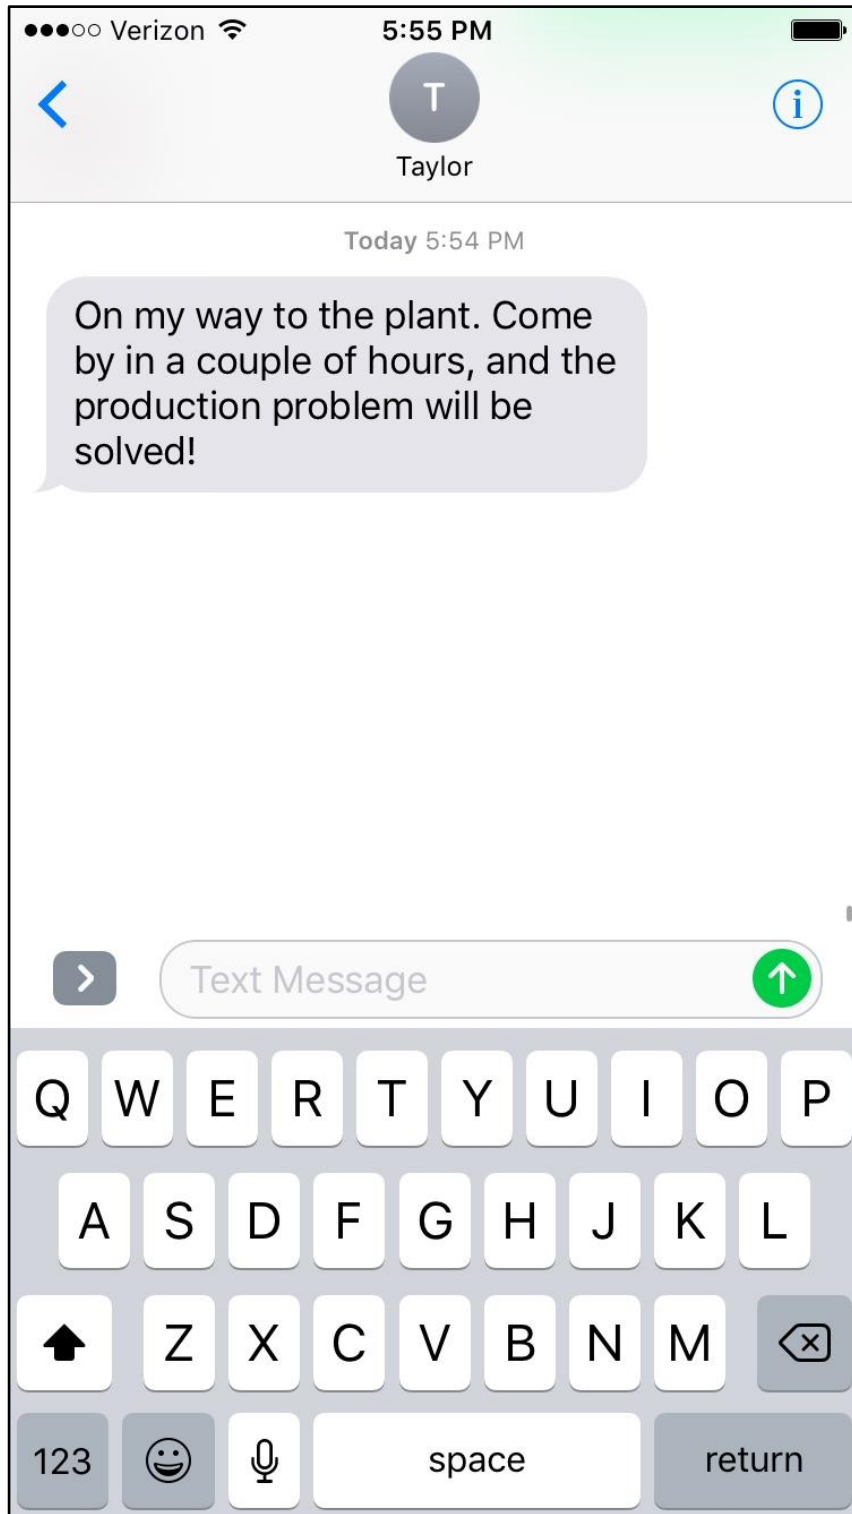 ●●●○○ Verizon 5:55 PM
T
i
Taylor
Today 5:54 PM
On my way to the plant. Come
by in a couple of hours, and the
production problem will be
solved!
Text Message
Q W E R T Y U I O P
A S D F G H J K L
Z X C V B N M
123 space return